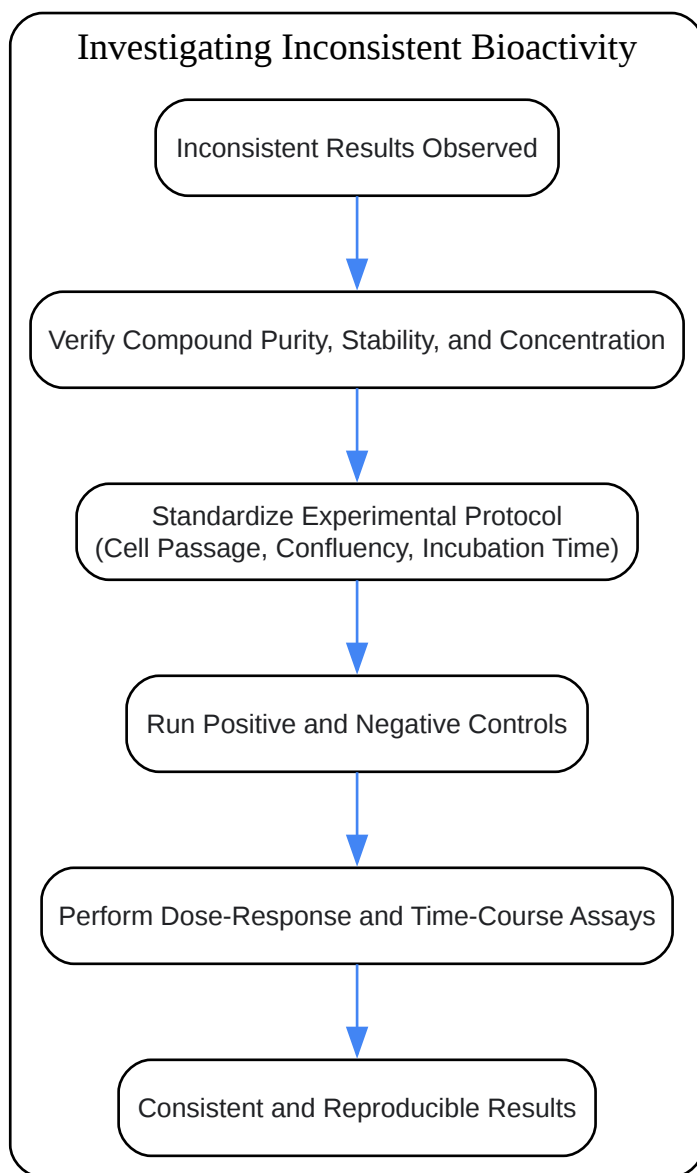 Investigating Inconsistent Bioactivity
Inconsistent Results Observed
Verify Compound Purity, Stability, and Concentration
Standardize Experimental Protocol
(Cell Passage, Confluency, Incubation Time)
Run Positive and Negative Controls
Perform Dose-Response and Time-Course Assays
Consistent and Reproducible Results